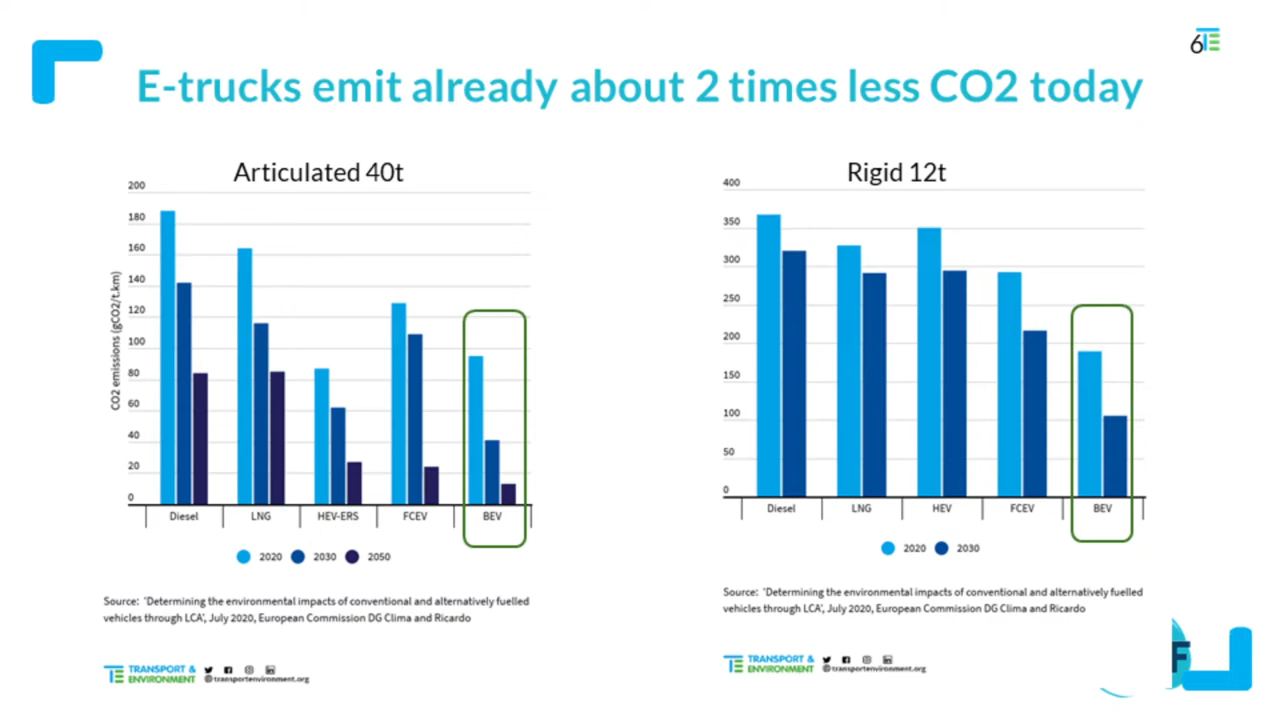 6
E-trucks emit already about 2 times less CO2 today
Articulated 40t
200
180
160
140
120
100
80
60
40
20
0
CO2 emissions (gCO2/t.km)
Diesel LNG HEV-ERS FCEV BEV
2020 2030 2050
Source: 'Determining the environmental impacts of conventional and alternatively fuelled
vehicles through LCA', July 2020, European Commission DG Clima and Ricardo
TRANSPORT &
ENVIRONMENT
@transportenvironment.org
Rigid 12t
400
350
300
250
200
150
100
50
0
Diesel LNG HEV FCEV BEV
2020 2030
Source: 'Determining the environmental impacts of conventional and alternatively fuelled
vehicles through LCA', July 2020, European Commission DG Clima and Ricardo
TRANSPORT &
ENVIRONMENT
@transportenvironment.org
F